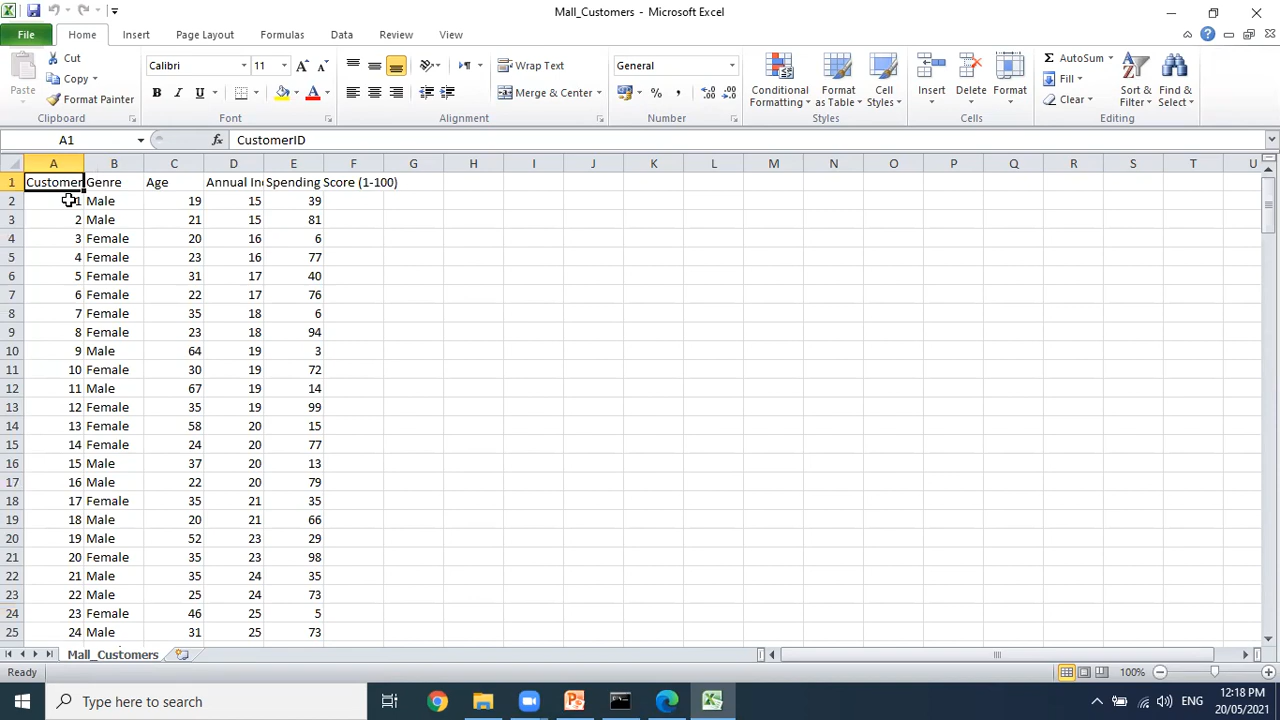 Mall_Customers - Microsoft Excel
File Home Insert Page Layout Formulas Data Review View
Cut
Copy
Format Painter
Paste
Clipboard
Calibri 11
B I U
Font
Wrap Text
Merge & Center
Alignment
General
Number
Conditional Formatting
Format as Table
Cell Styles
Styles
Insert Delete Format
Cells
AutoSum
Fill
Clear
Sort & Filter
Find & Select
Editing
A1 fx CustomerID
A B C D E F G H I J K L M N O P Q R S T U
1 Customer Genre Age Annual In Spending Score (1-100)
2 1 Male 19 15 39
3 2 Male 21 15 81
4 3 Female 20 16 6
5 4 Female 23 16 77
6 5 Female 31 17 40
7 6 Female 22 17 76
8 7 Female 35 18 6
9 8 Female 23 18 94
10 9 Male 64 19 3
11 10 Female 30 19 72
12 11 Male 67 19 14
13 12 Female 35 19 99
14 13 Female 58 20 15
15 14 Female 24 20 77
16 15 Male 37 20 13
17 16 Male 22 20 79
18 17 Female 35 21 35
19 18 Male 20 21 66
20 19 Male 52 23 29
21 20 Female 35 23 98
22 21 Male 35 24 35
23 22 Male 25 24 73
24 23 Female 46 25 5
25 24 Male 31 25 73
Mall_Customers
Ready 100%
Type here to search
ENG
12:18 PM
20/05/2021